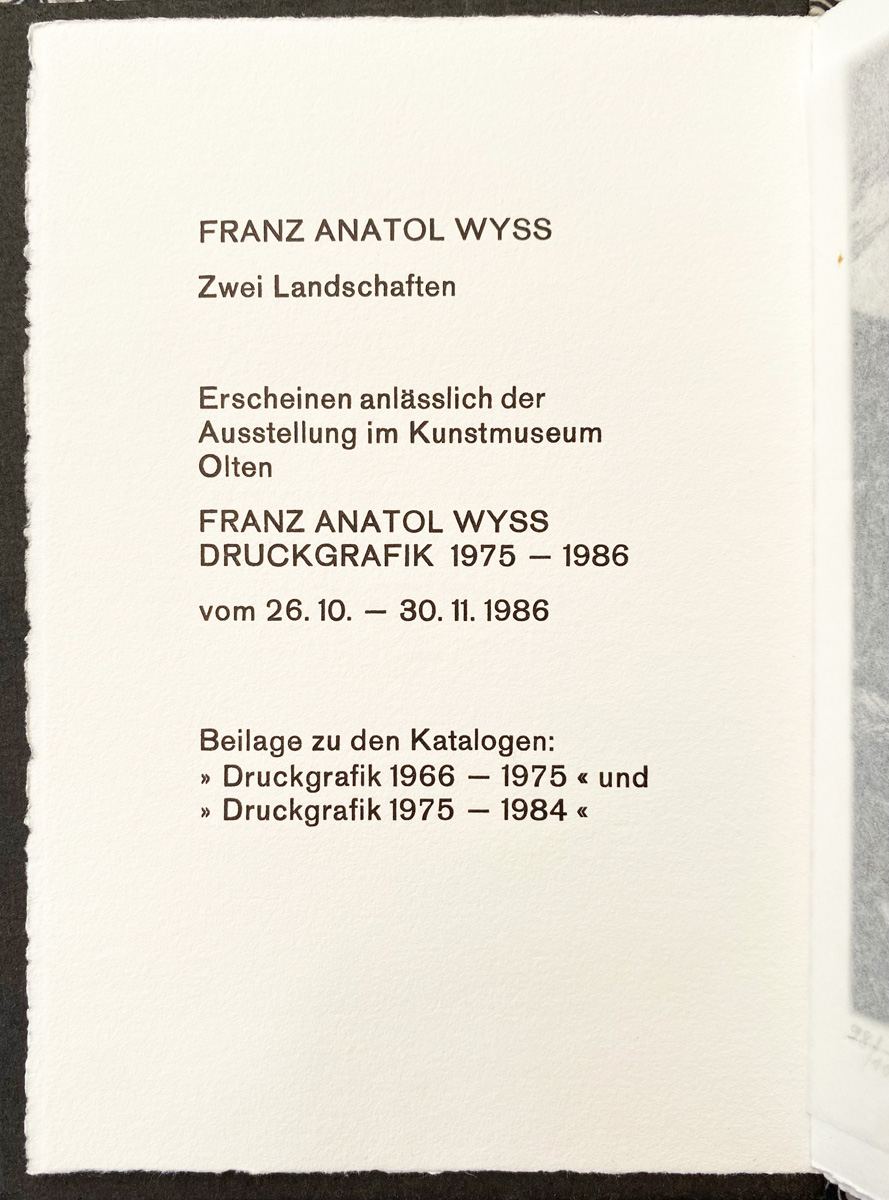 FRANZ ANATOL WYSS
Zwei Landschaften
Erscheinen anlässlich der
Ausstellung im Kunstmuseum
Olten
FRANZ ANATOL WYSS
DRUCKGRAFIK 1975 — 1986
vom 26. 10. — 30. 11. 1986
Beilage zu den Katalogen:
» Druckgrafik 1966 — 1975 « und
» Druckgrafik 1975 — 1984 «